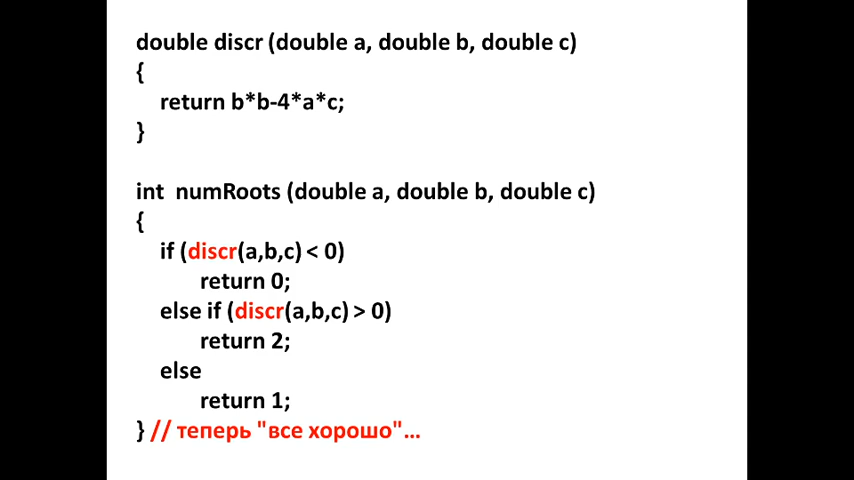 double discr (double a, double b, double c)
{
return b*b-4*a*c;
}
int numRoots (double a, double b, double c)
{
if (discr(a,b,c) < 0)
return 0;
else if (discr(a,b,c) > 0)
return 2;
else
return 1;
} // теперь "все хорошо"...